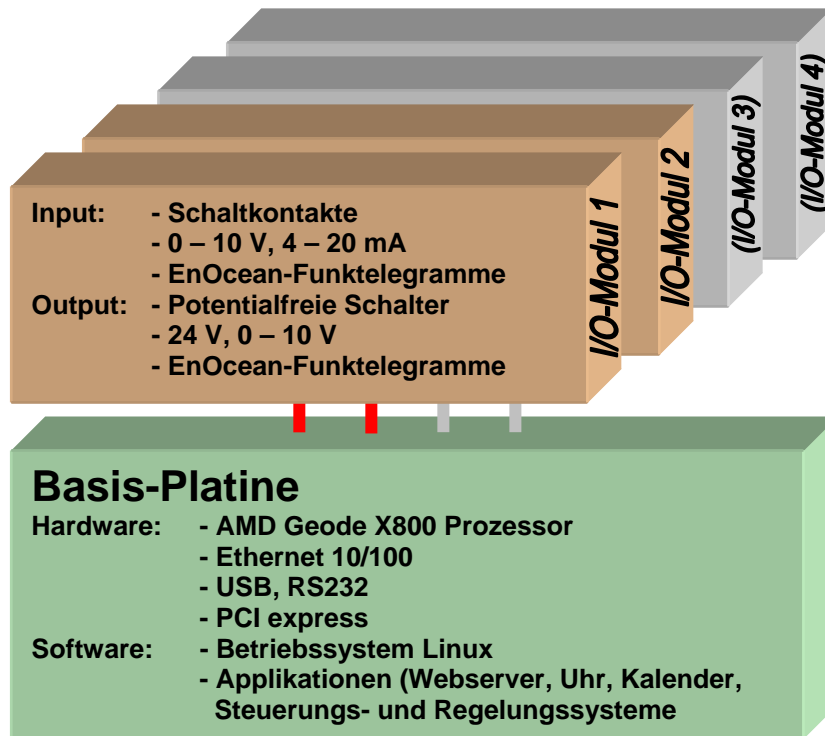 (I/O-Modul 4)
(I/O-Modul 3)
I/O-Modul 2
I/O-Modul 1
Input: - Schaltkontakte
- 0 – 10 V, 4 – 20 mA
- EnOcean-Funktelegramme
Output: - Potentialfreie Schalter
- 24 V, 0 – 10 V
- EnOcean-Funktelegramme
Basis-Platine
Hardware: - AMD Geode X800 Prozessor
- Ethernet 10/100
- USB, RS232
- PCI express
Software: - Betriebssystem Linux
- Applikationen (Webserver, Uhr, Kalender,
Steuerungs- und Regelungssysteme